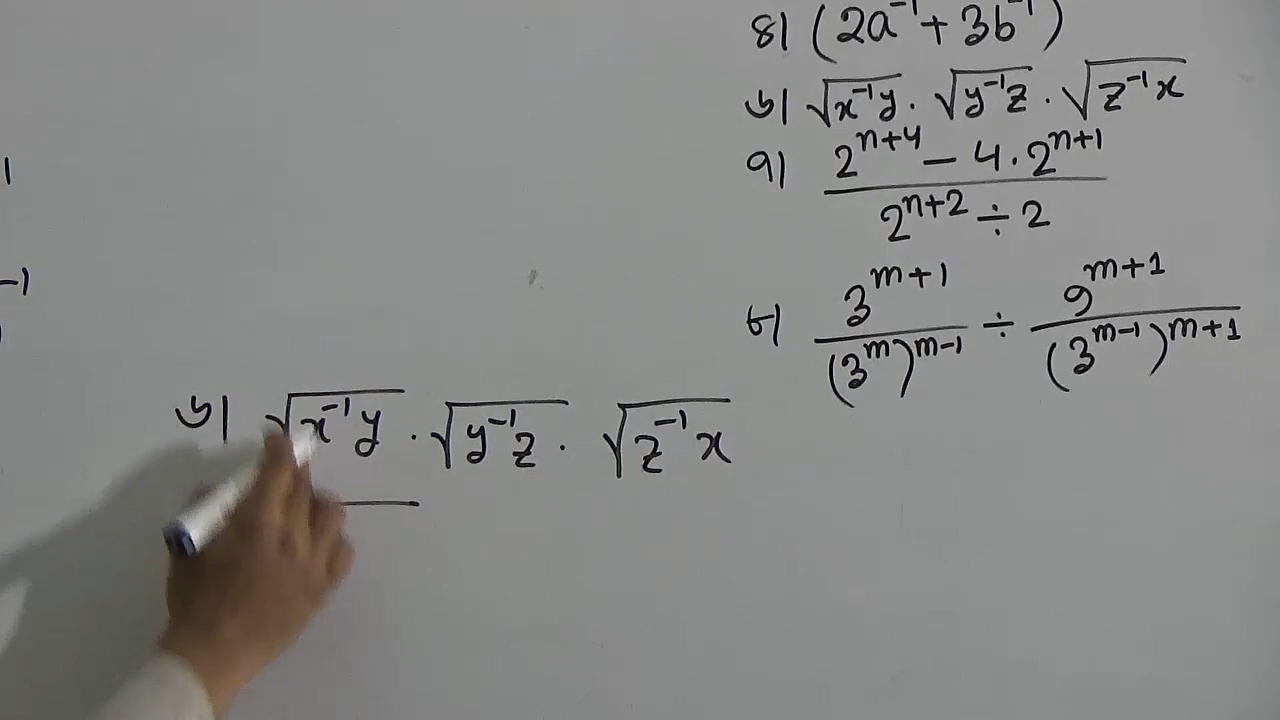 ৫| (2a⁻¹ + 3b⁻¹)
৬| √(x⁻¹y) . √(y⁻¹z) . √(z⁻¹x)
৭| 2ⁿ⁺⁴ − 4 . 2ⁿ⁺¹
2ⁿ⁺² ÷ 2
৮| 3ᵐ⁺¹ ÷ 9ᵐ⁺¹
(3ᵐ)ᵐ⁻¹ (3ᵐ⁻¹)ᵐ⁺¹
৬| √(x⁻¹y) . √(y⁻¹z) . √(z⁻¹x)